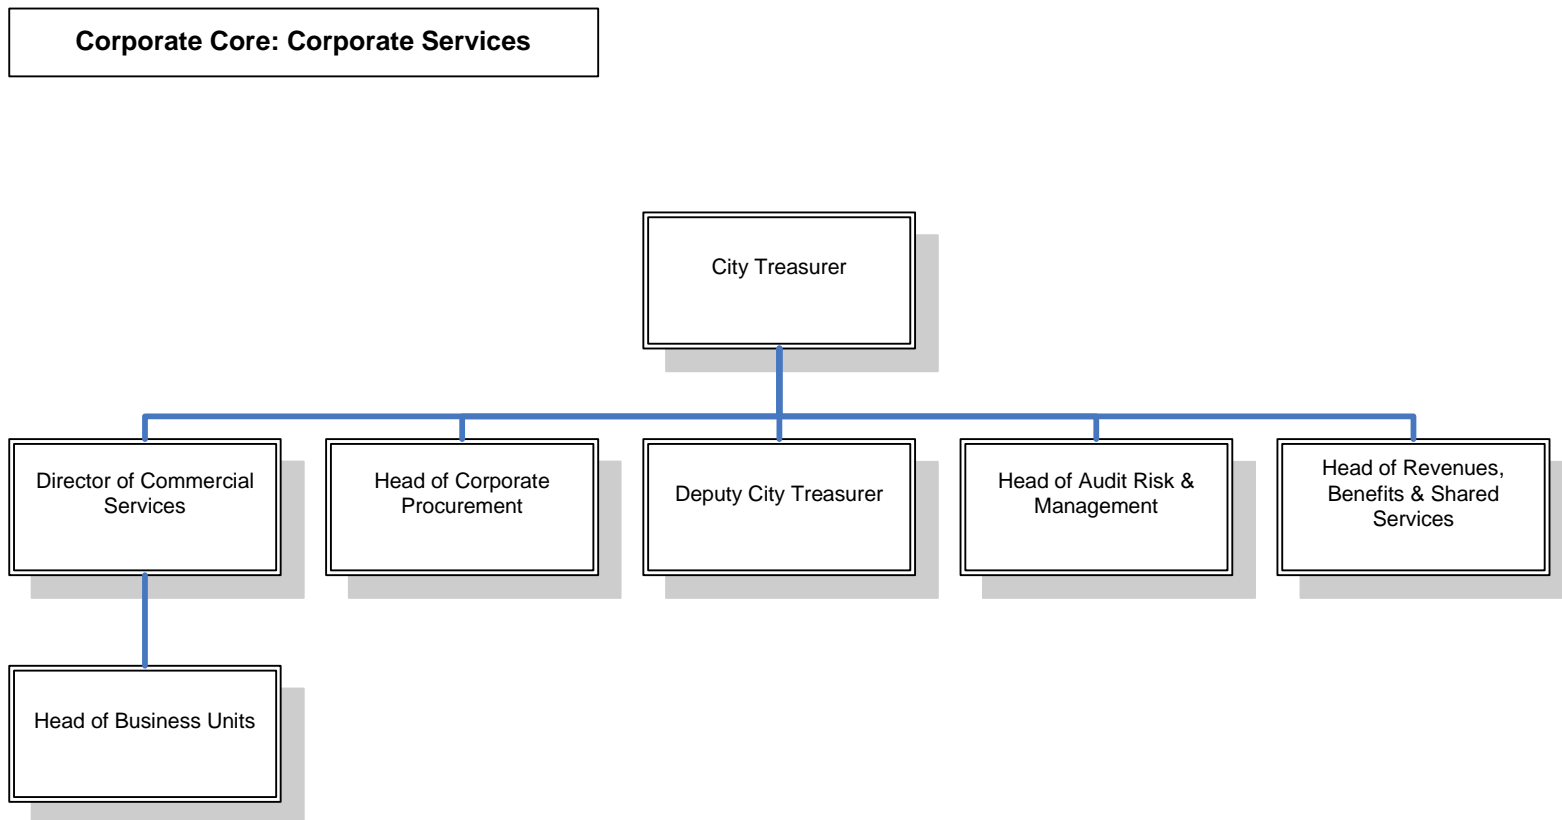 Corporate Core: Corporate Services
City Treasurer
Director of Commercial
Services
Head of Corporate
Procurement
Deputy City Treasurer
Head of Audit Risk &
Management
Head of Revenues,
Benefits & Shared
Services
Head of Business Units